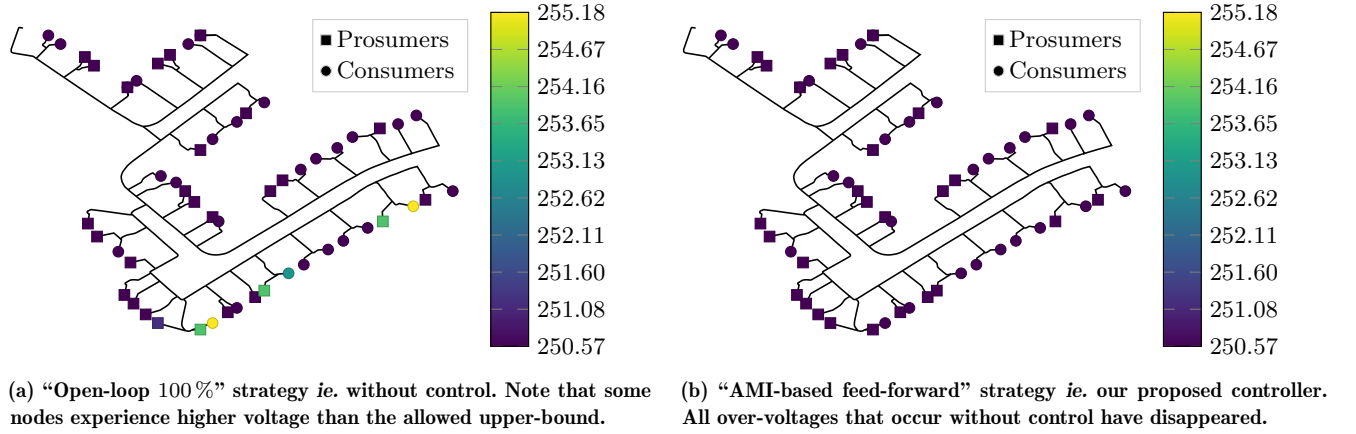 Prosumers
Consumers
255.18
254.67
254.16
253.65
253.13
252.62
252.11
251.60
251.08
250.57
(a) “Open-loop 100 %” strategy ie. without control. Note that some
nodes experience higher voltage than the allowed upper-bound.
Prosumers
Consumers
255.18
254.67
254.16
253.65
253.13
252.62
252.11
251.60
251.08
250.57
(b) “AMI-based feed-forward” strategy ie. our proposed controller.
All over-voltages that occur without control have disappeared.